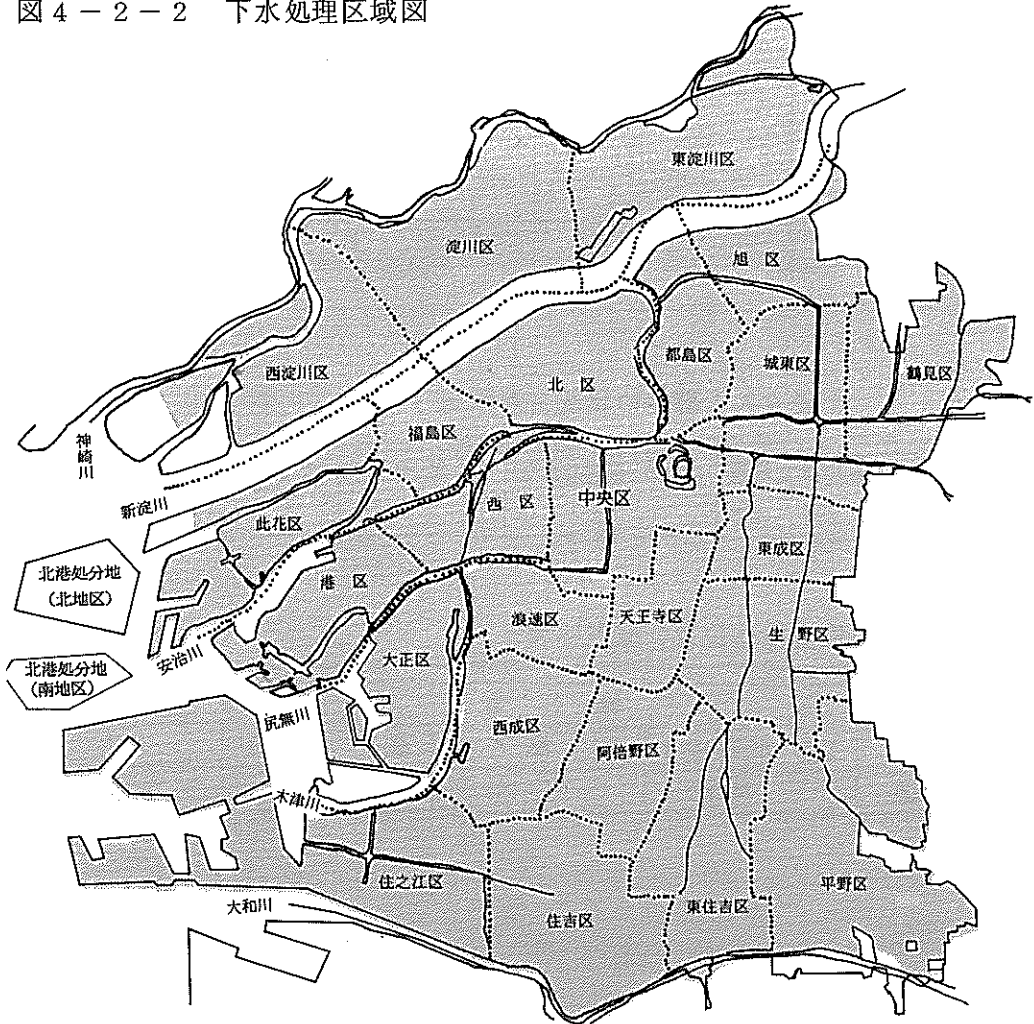 図4-2-2 下水処理区域図
東淀川区
淀川区
旭 区
都島区
城東区
鶴見区
西淀川区
北 区
福島区
神崎川
新淀川
西 区
中央区
此花区
東成区
北港処分地
(北地区)
港 区
浪速区
天王寺区
生 野区
安治川
大正区
北港処分地
(南地区)
尻無川
西成区
阿倍野区
木津川
住之江区
平野区
大和川
住吉区
東住吉区